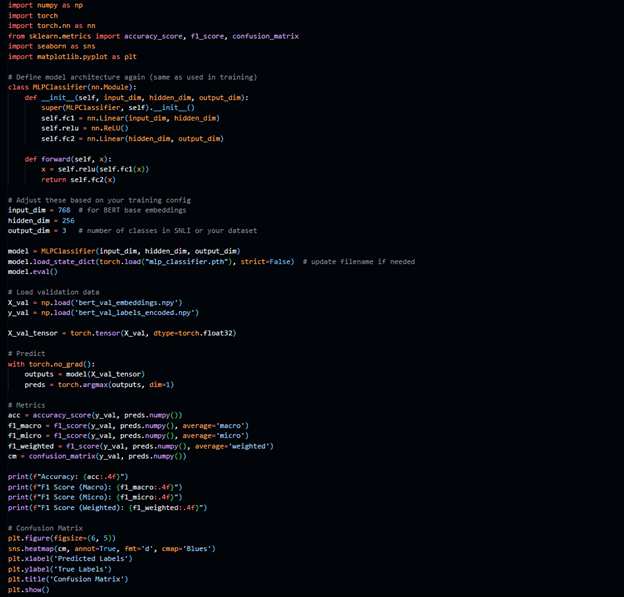 import numpy as np
import torch
import torch.nn as nn
from sklearn.metrics import accuracy_score, f1_score, confusion_matrix
import seaborn as sns
import matplotlib.pyplot as plt

# Define model architecture again (same as used in training)
class MLPClassifier(nn.Module):
    def __init__(self, input_dim, hidden_dim, output_dim):
        super(MLPClassifier, self).__init__()
        self.fc1 = nn.Linear(input_dim, hidden_dim)
        self.relu = nn.ReLU()
        self.fc2 = nn.Linear(hidden_dim, output_dim)

    def forward(self, x):
        x = self.relu(self.fc1(x))
        return self.fc2(x)

# Adjust these based on your training config
input_dim = 768  # for BERT base embeddings
hidden_dim = 256
output_dim = 3   # number of classes in SNLI or your dataset

model = MLPClassifier(input_dim, hidden_dim, output_dim)
model.load_state_dict(torch.load("mlp_classifier.pth"), strict=False)  # update filename if needed
model.eval()

# Load validation data
X_val = np.load('bert_val_embeddings.npy')
y_val = np.load('bert_val_labels_encoded.npy')

X_val_tensor = torch.tensor(X_val, dtype=torch.float32)

# Predict
with torch.no_grad():
    outputs = model(X_val_tensor)
    preds = torch.argmax(outputs, dim=1)

# Metrics
acc = accuracy_score(y_val, preds.numpy())
f1_macro = f1_score(y_val, preds.numpy(), average='macro')
f1_micro = f1_score(y_val, preds.numpy(), average='micro')
f1_weighted = f1_score(y_val, preds.numpy(), average='weighted')
cm = confusion_matrix(y_val, preds.numpy())

print(f"Accuracy: {acc:.4f}")
print(f"F1 Score (Macro): {f1_macro:.4f}")
print(f"F1 Score (Micro): {f1_micro:.4f}")
print(f"F1 Score (Weighted): {f1_weighted:.4f}")

# Confusion Matrix
plt.figure(figsize=(6, 5))
sns.heatmap(cm, annot=True, fmt='d', cmap='Blues')
plt.xlabel('Predicted Labels')
plt.ylabel('True Labels')
plt.title('Confusion Matrix')
plt.show()